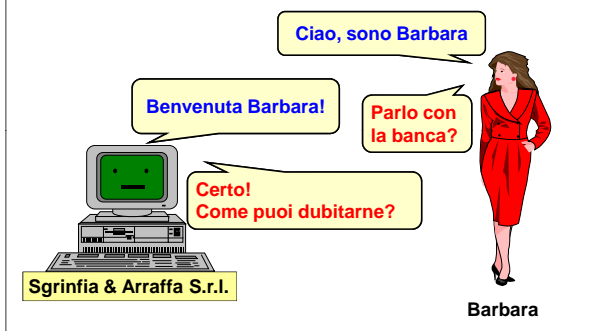 Ciao, sono Barbara
Benvenuta Barbara!
Parlo con
la banca?
Certo!
Come puoi dubitarne?
Sgrinfia & Arraffa S.r.l.
Barbara